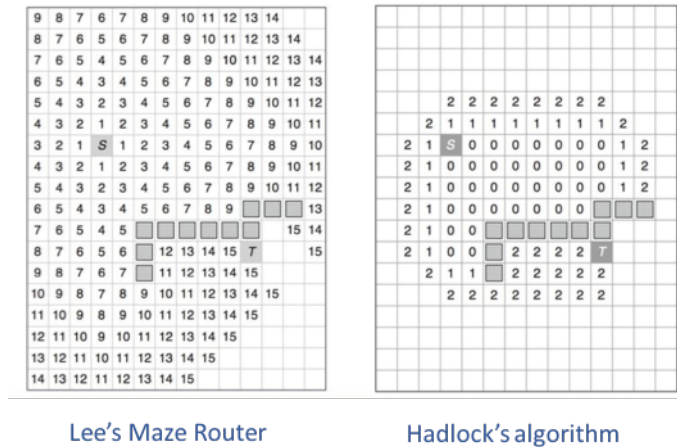 9 8 7 6 7 8 9 10 11 12 13 14
8 7 6 5 6 7 8 9 10 11 12 13 14
7 6 5 4 5 6 7 8 9 10 11 12 13 14
6 5 4 3 4 5 6 7 8 9 10 11 12 13
5 4 3 2 3 4 5 6 7 8 9 10 11 12
4 3 2 1 2 3 4 5 6 7 8 9 10 11
3 2 1 S 1 2 3 4 5 6 7 8 9 10
4 3 2 1 2 3 4 5 6 7 8 9 10 11
5 4 3 2 3 4 5 6 7 8 9 10 11 12
6 5 4 3 4 5 6 7 8 9 13
7 6 5 4 5 15 14
8 7 6 5 6 12 13 14 15 T 15
9 8 7 6 7 11 12 13 14 15
10 9 8 7 8 9 10 11 12 13 14 15
11 10 9 8 9 10 11 12 13 14 15
12 11 10 9 10 11 12 13 14 15
13 12 11 10 11 12 13 14 15
14 13 12 11 12 13 14 15
Lee's Maze Router
2 2 2 2 2 2 2 2
2 1 1 1 1 1 1 1 1 2
2 1 S 0 0 0 0 0 0 0 1 2
2 1 0 0 0 0 0 0 0 0 1 2
2 1 0 0 0 0 0 0 0 0 1 2
2 1 0 0 0 0 0 0 0
2 1 0 0
2 1 0 0 2 2 2 2 T
2 1 1 2 2 2 2 2
2 2 2 2 2 2 2 2
Hadlock's algorithm